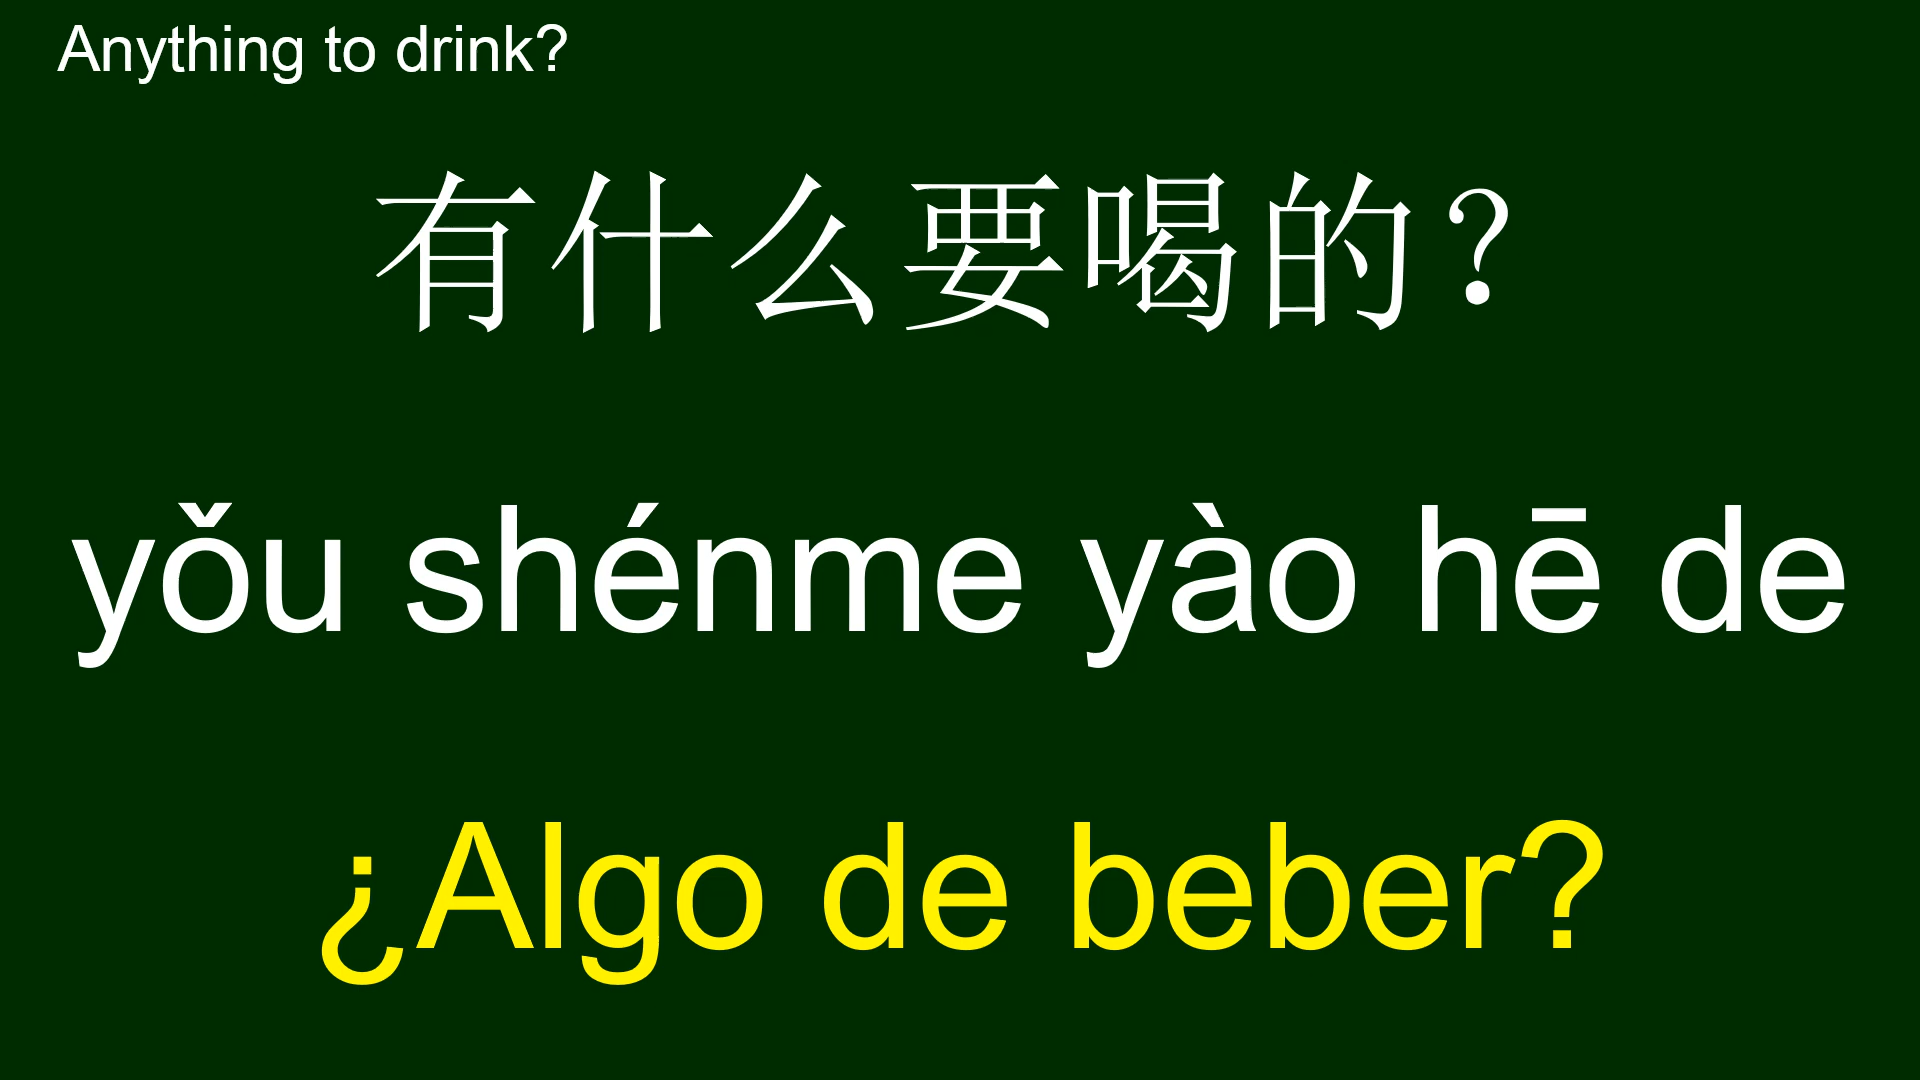 Anything to drink?
有什么要喝的？
yǒu shénme yào hē de
¿Algo de beber?